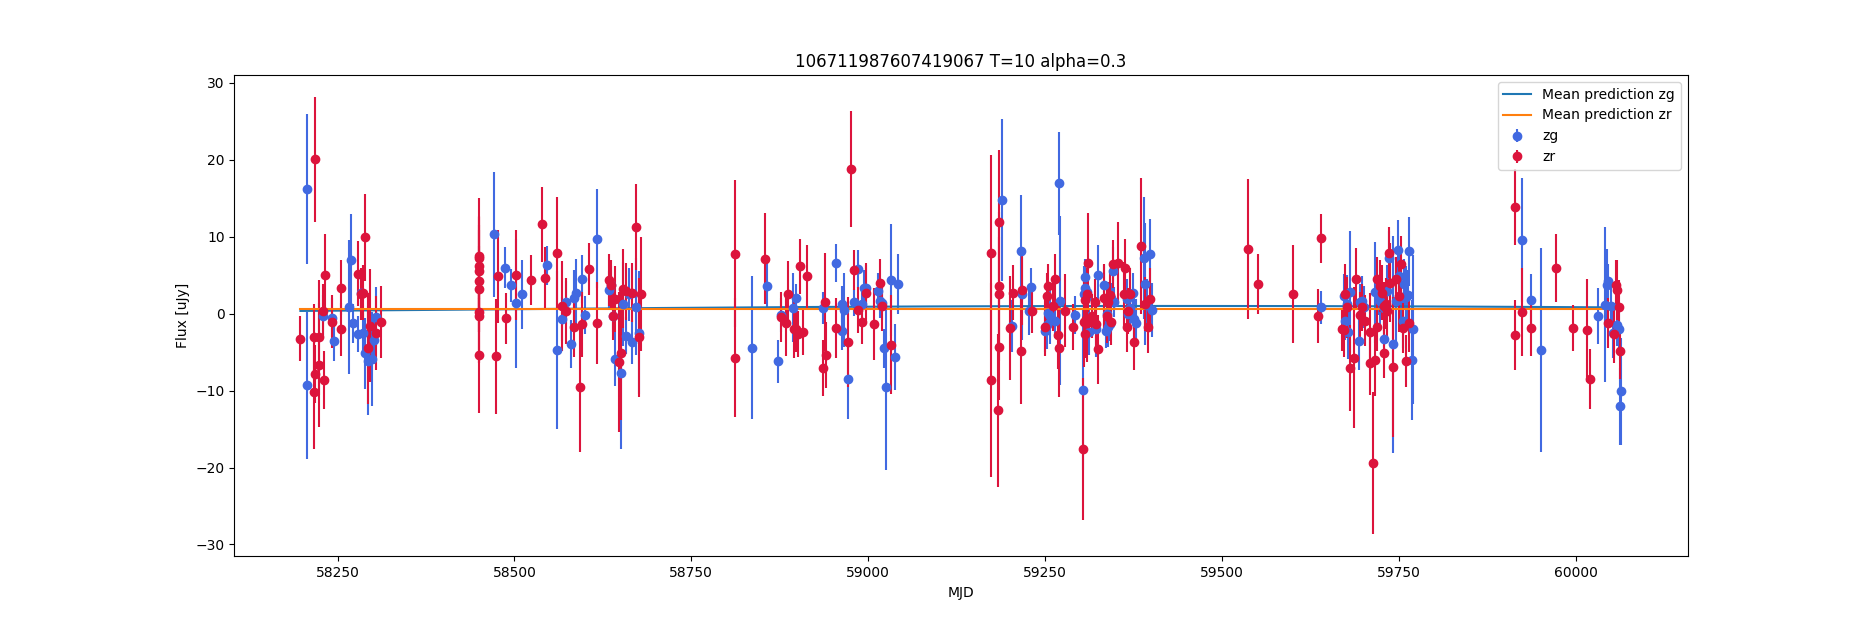 106711987607419067 T=10 alpha=0.3
Mean prediction zg
Mean prediction zr
zg
zr
Flux [uJy]
30
20
10
0
−10
−20
−30
58250
58500
58750
59000
59250
59500
59750
60000
MJD